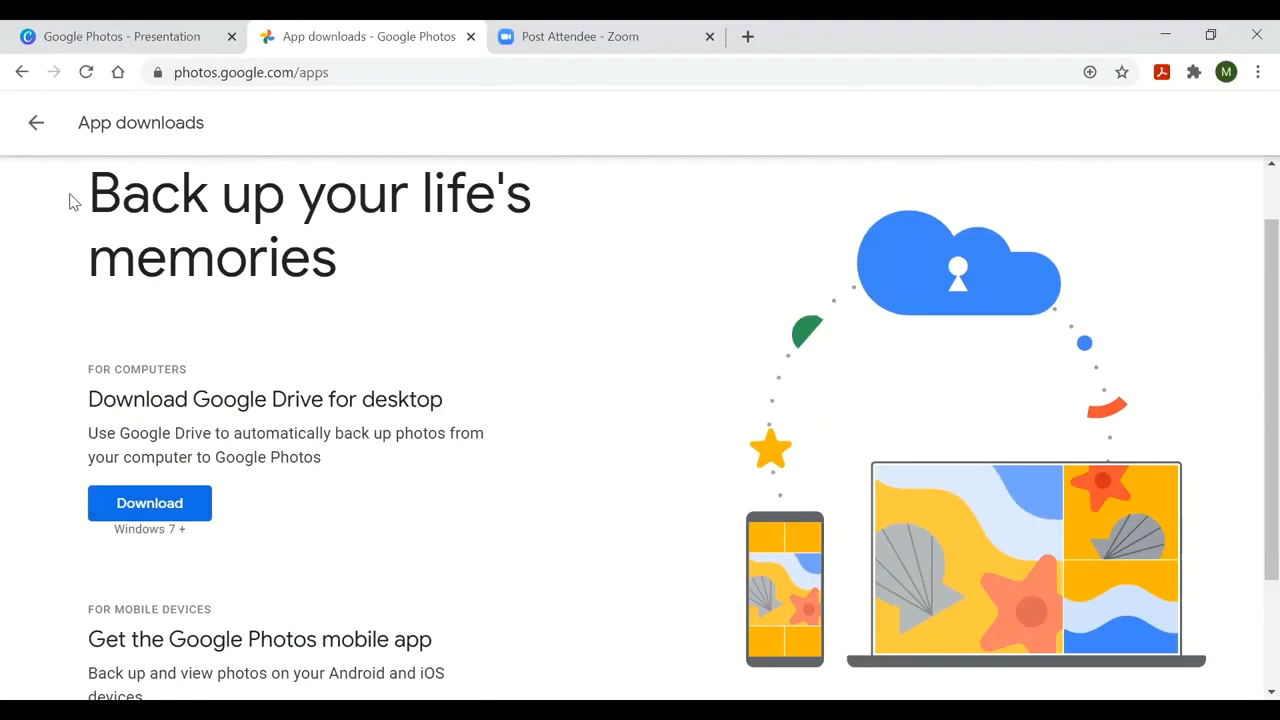 Google Photos - Presentation
App downloads - Google Photos
Post Attendee - Zoom
photos.google.com/apps
M
App downloads
Back up your life's
memories
FOR COMPUTERS
Download Google Drive for desktop
Use Google Drive to automatically back up photos from
your computer to Google Photos
Download
Windows 7 +
FOR MOBILE DEVICES
Get the Google Photos mobile app
Back up and view photos on your Android and iOS
devices